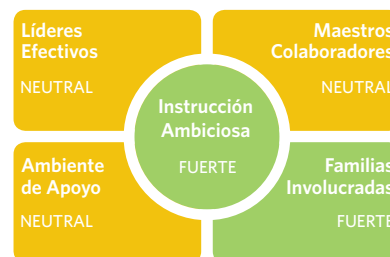 Líderes
Efectivos
NEUTRAL
Maestros
Colaboradores
NEUTRAL
Instrucción
Ambiciosa
FUERTE
Ambiente
de Apoyo
NEUTRAL
Familias
Involucradas
FUERTE